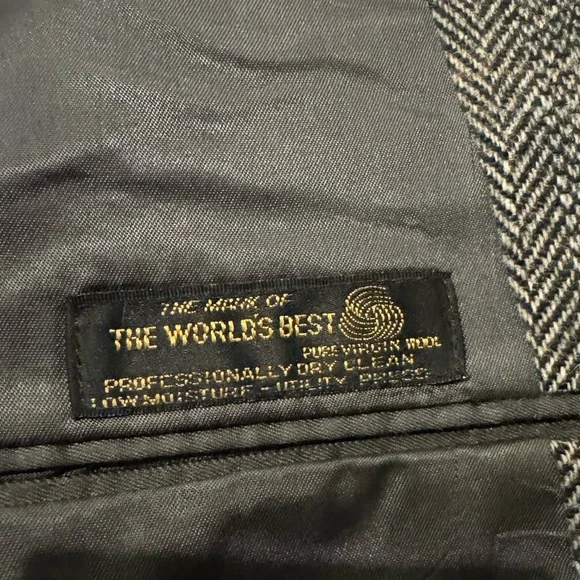 THE MARK OF
THE WORLD'S BEST
PURE VIRGIN WOOL
PROFESSIONALLY DRY CLEAN
LOW MOISTURE - UTILITY PRESS